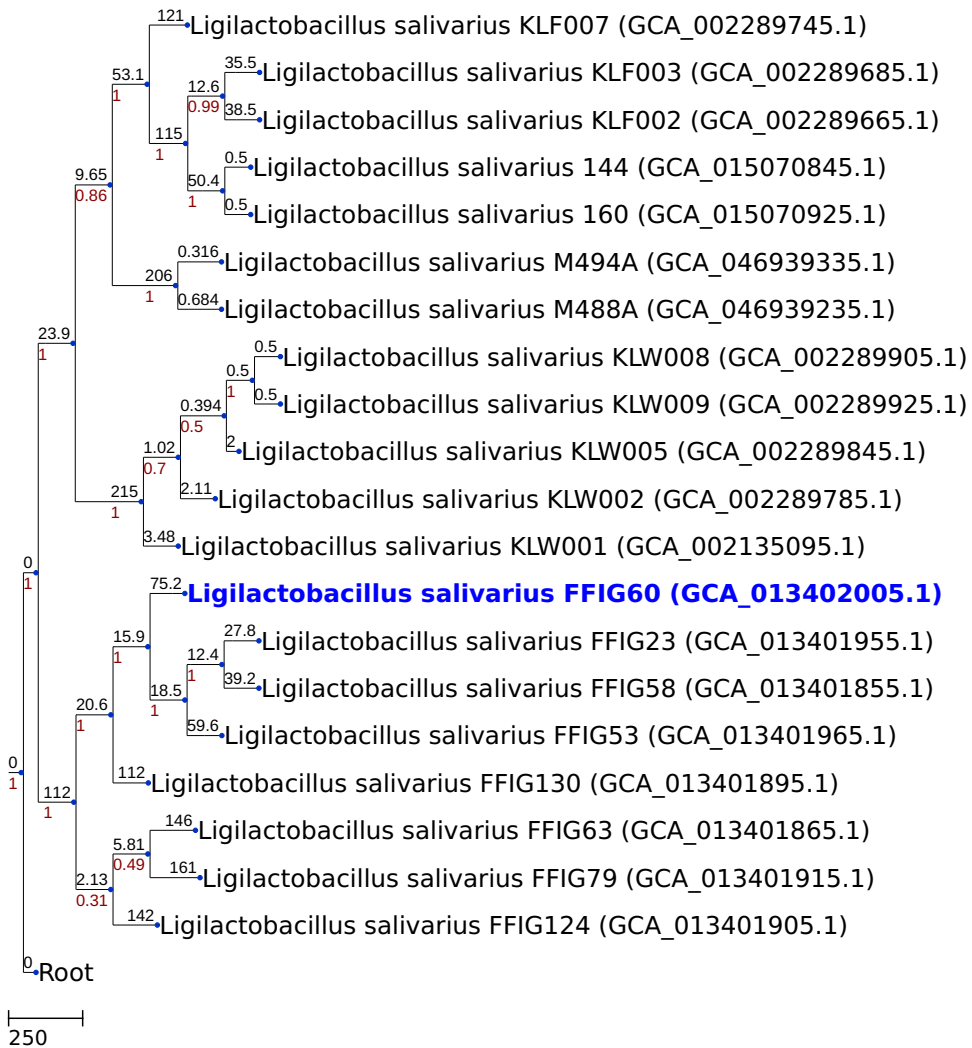 121
Ligilactobacillus salivarius KLF007 (GCA_002289745.1)
53.1
1
35.5
Ligilactobacillus salivarius KLF003 (GCA_002289685.1)
12.6
0.99
38.5
Ligilactobacillus salivarius KLF002 (GCA_002289665.1)
115
1
0.5
Ligilactobacillus salivarius 144 (GCA_015070845.1)
9.65
0.86
50.4
1
0.5
Ligilactobacillus salivarius 160 (GCA_015070925.1)
0.316
Ligilactobacillus salivarius M494A (GCA_046939335.1)
206
1
0.684
Ligilactobacillus salivarius M488A (GCA_046939235.1)
23.9
1
0.5
Ligilactobacillus salivarius KLW008 (GCA_002289905.1)
0.5
1
0.5
Ligilactobacillus salivarius KLW009 (GCA_002289925.1)
0.394
0.5
2
Ligilactobacillus salivarius KLW005 (GCA_002289845.1)
1.02
0.7
2.11
Ligilactobacillus salivarius KLW002 (GCA_002289785.1)
215
1
3.48
Ligilactobacillus salivarius KLW001 (GCA_002135095.1)
0
1
75.2
Ligilactobacillus salivarius FFIG60 (GCA_013402005.1)
15.9
1
27.8
Ligilactobacillus salivarius FFIG23 (GCA_013401955.1)
12.4
1
39.2
Ligilactobacillus salivarius FFIG58 (GCA_013401855.1)
18.5
1
20.6
1
59.6
Ligilactobacillus salivarius FFIG53 (GCA_013401965.1)
0
1
112
Ligilactobacillus salivarius FFIG130 (GCA_013401895.1)
112
1
146
Ligilactobacillus salivarius FFIG63 (GCA_013401865.1)
5.81
0.49
161
Ligilactobacillus salivarius FFIG79 (GCA_013401915.1)
2.13
0.31
142
Ligilactobacillus salivarius FFIG124 (GCA_013401905.1)
0
Root
250